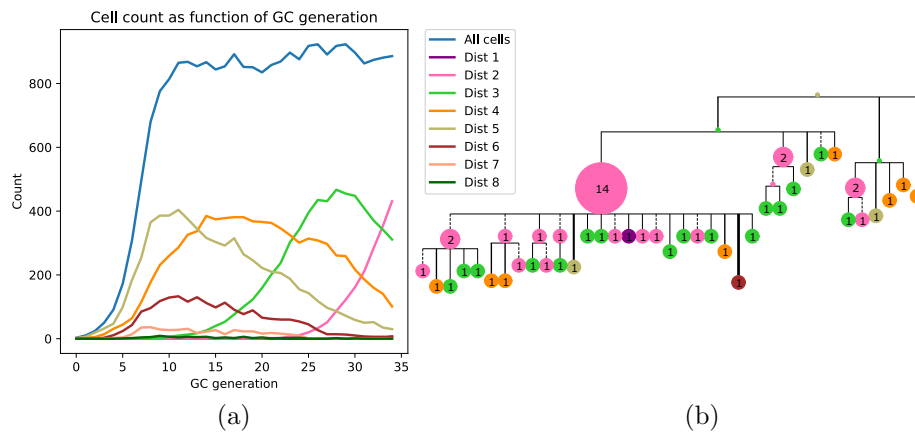 Cell count as function of GC generation
Count
800
600
400
200
0
0 5 10 15 20 25 30 35
GC generation
All cells
Dist 1
Dist 2
Dist 3
Dist 4
Dist 5
Dist 6
Dist 7
Dist 8
2 1 1
1
14 1 2 1
1
1 1
1 1 1
2 1 1 1 1 1 1 1 1 1 1 1 1 1
1 1
1 1 1 1 1
1 1 1
1 1 1
1 1
(a)
(b)